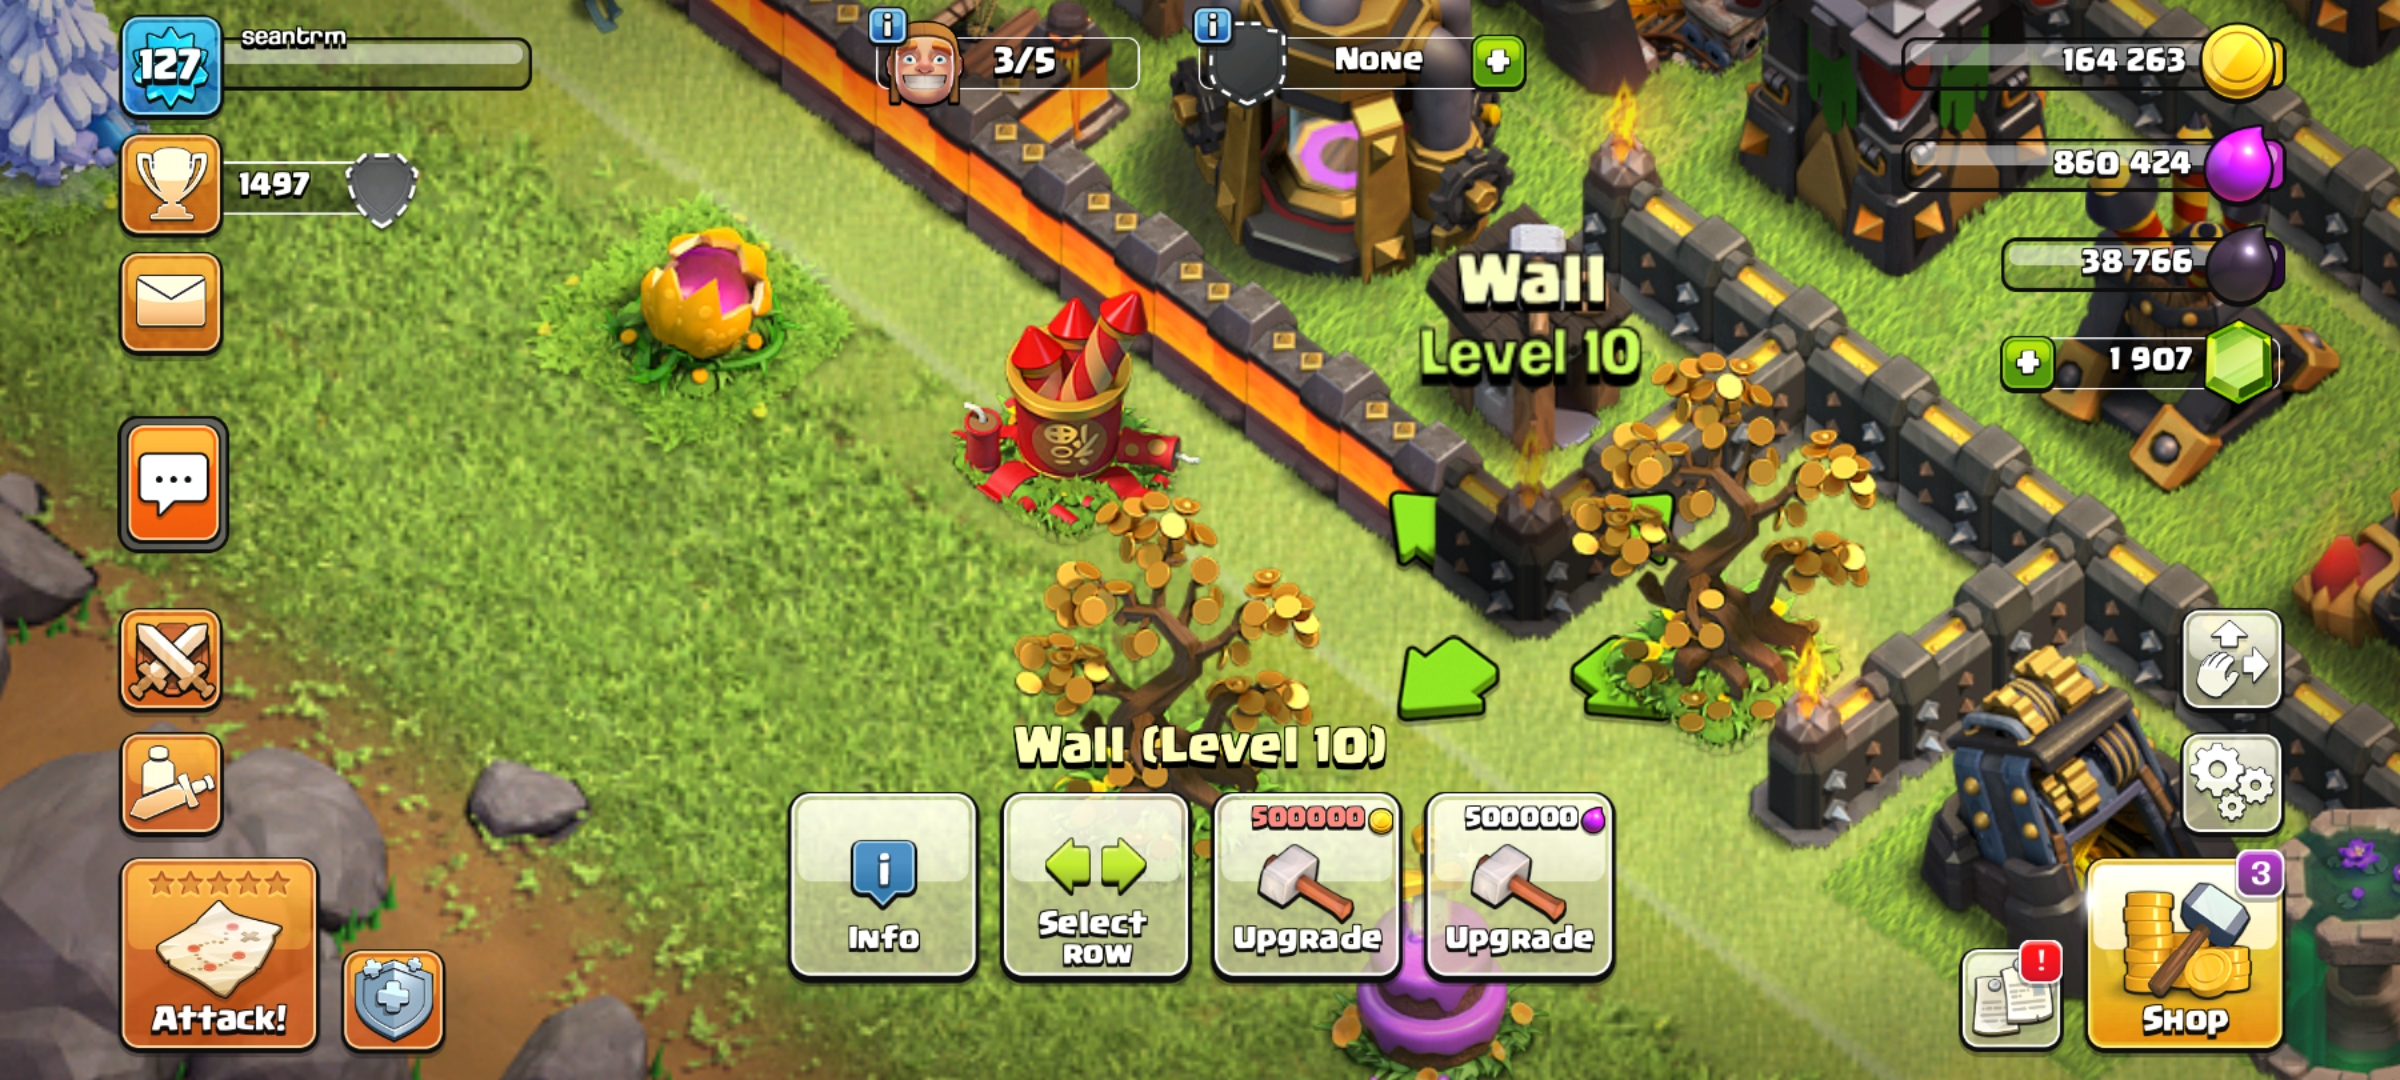 127
seantrm
3/5
None
164 263
1497
860 424
38 766
1 907
Wall
Level 10
Wall (Level 10)
Info
Select
Row
500000
Upgrade
500000
Upgrade
Attack!
3
!
Shop